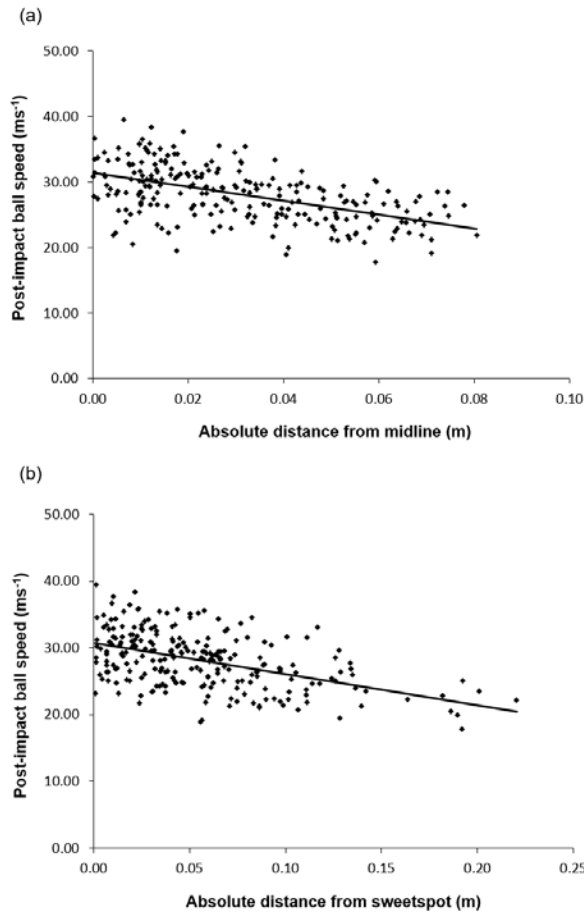 (a)
Post-impact ball speed (ms⁻¹)
50.00
40.00
30.00
20.00
10.00
0.00
0.00 0.02 0.04 0.06 0.08 0.10
Absolute distance from midline (m)
(b)
Post-impact ball speed (ms⁻¹)
50.00
40.00
30.00
20.00
10.00
0.00
0.00 0.05 0.10 0.15 0.20 0.25
Absolute distance from sweetspot (m)